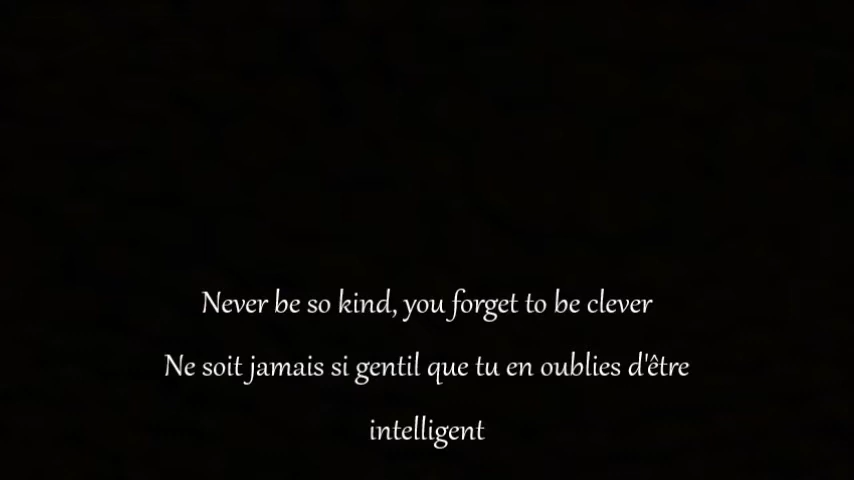 Never be so kind, you forget to be clever
Ne soit jamais si gentil que tu en oublies d'être
intelligent